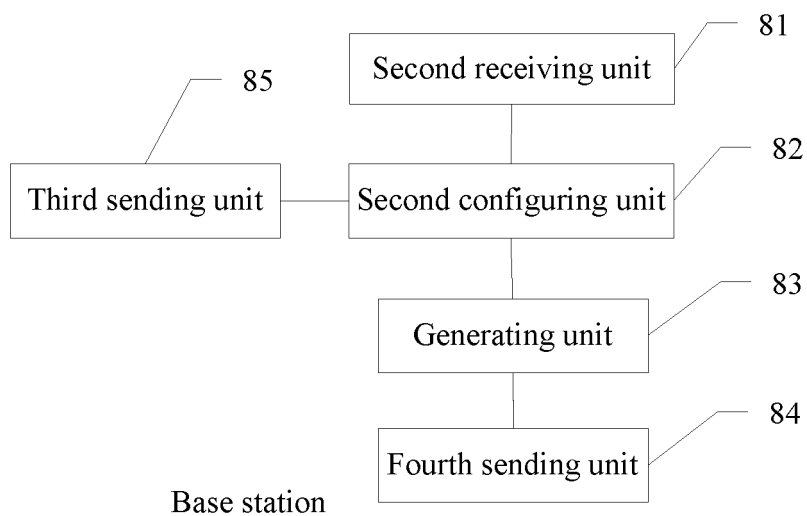 81
Second receiving unit
85
82
Third sending unit
Second configuring unit
83
Generating unit
84
Fourth sending unit
Base station